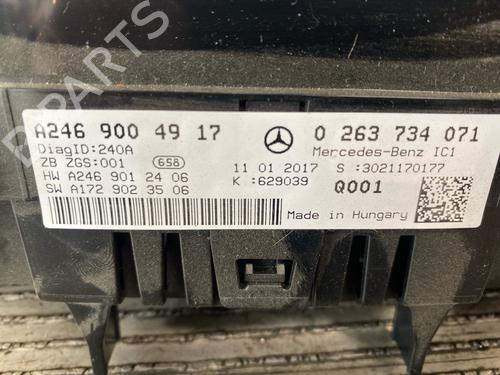 B PARTS
A246 900 49 17 0 263 734 071
DiagID:240A Mercedes-Benz IC1
ZB ZGS:001 658 11 01 2017 S :3021170177
HW A246 901 24 06 K :629039 Q001
SW A172 902 35 06
Made in Hungary